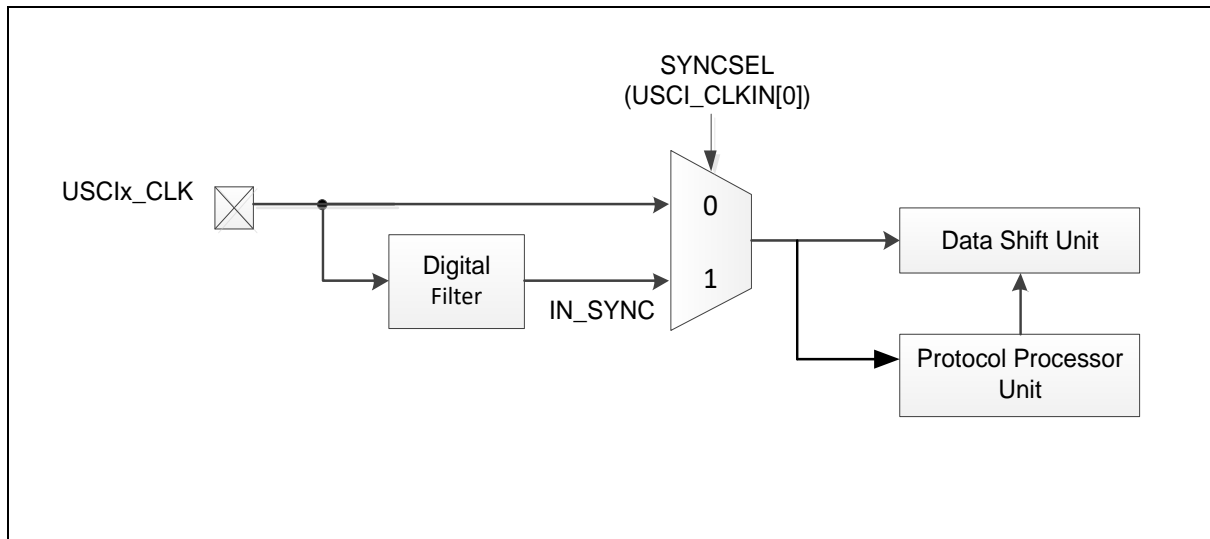 SYNCSEL
(USCI_CLKIN[0])
USCIx_CLK
0
Data Shift Unit
Digital
Filter
1
IN_SYNC
Protocol Processor
Unit